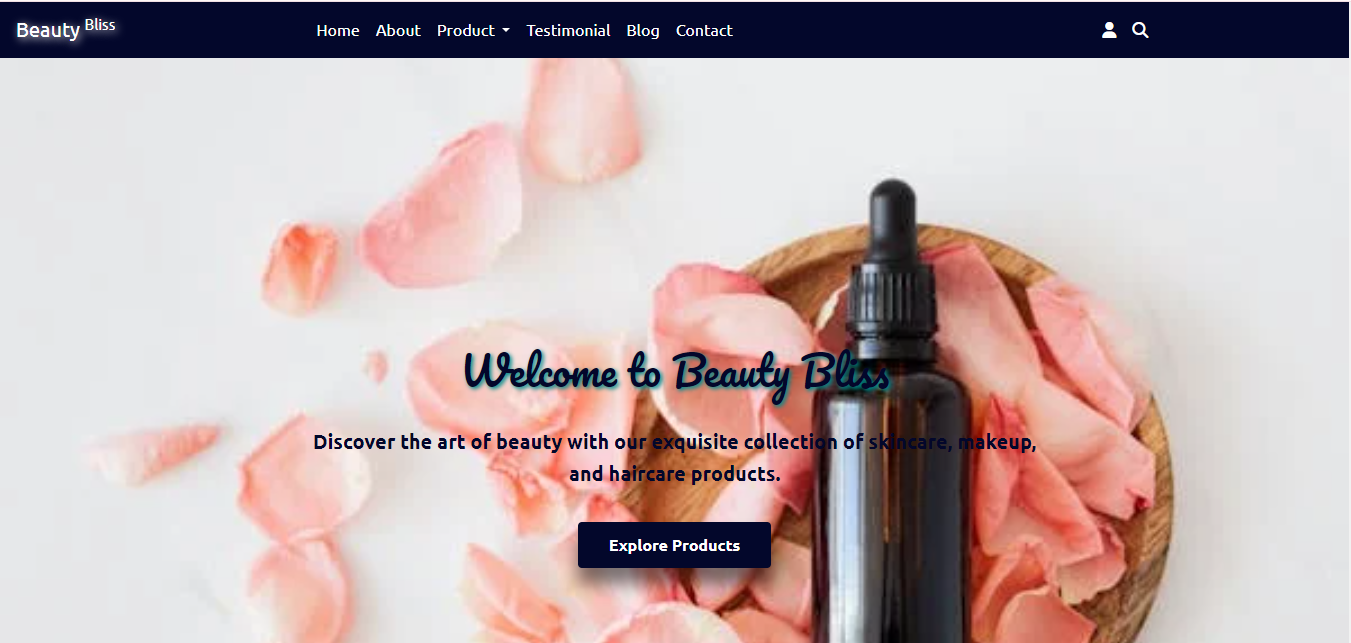 Beauty Bliss
Home About Product Testimonial Blog Contact
Welcome to Beauty Bliss
Discover the art of beauty with our exquisite collection of skincare, makeup,
and haircare products.
Explore Products